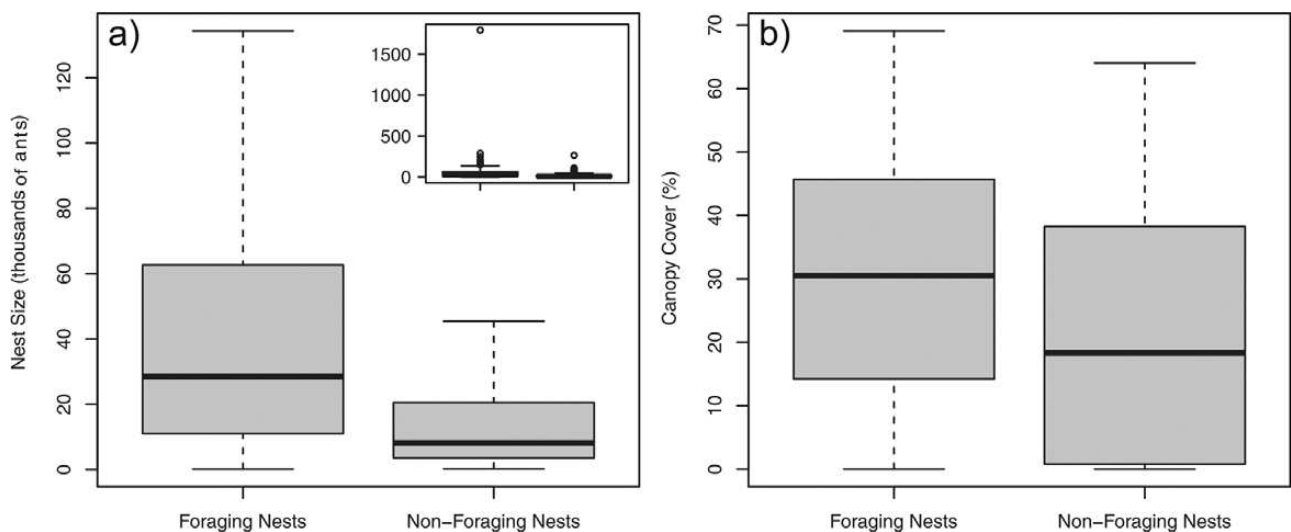 a)
Nest Size (thousands of ants)
120
100
80
60
40
20
0
1500
1000
500
0
Foraging Nests
Non−Foraging Nests
b)
Canopy Cover (%)
70
60
50
40
30
20
10
0
Foraging Nests
Non−Foraging Nests